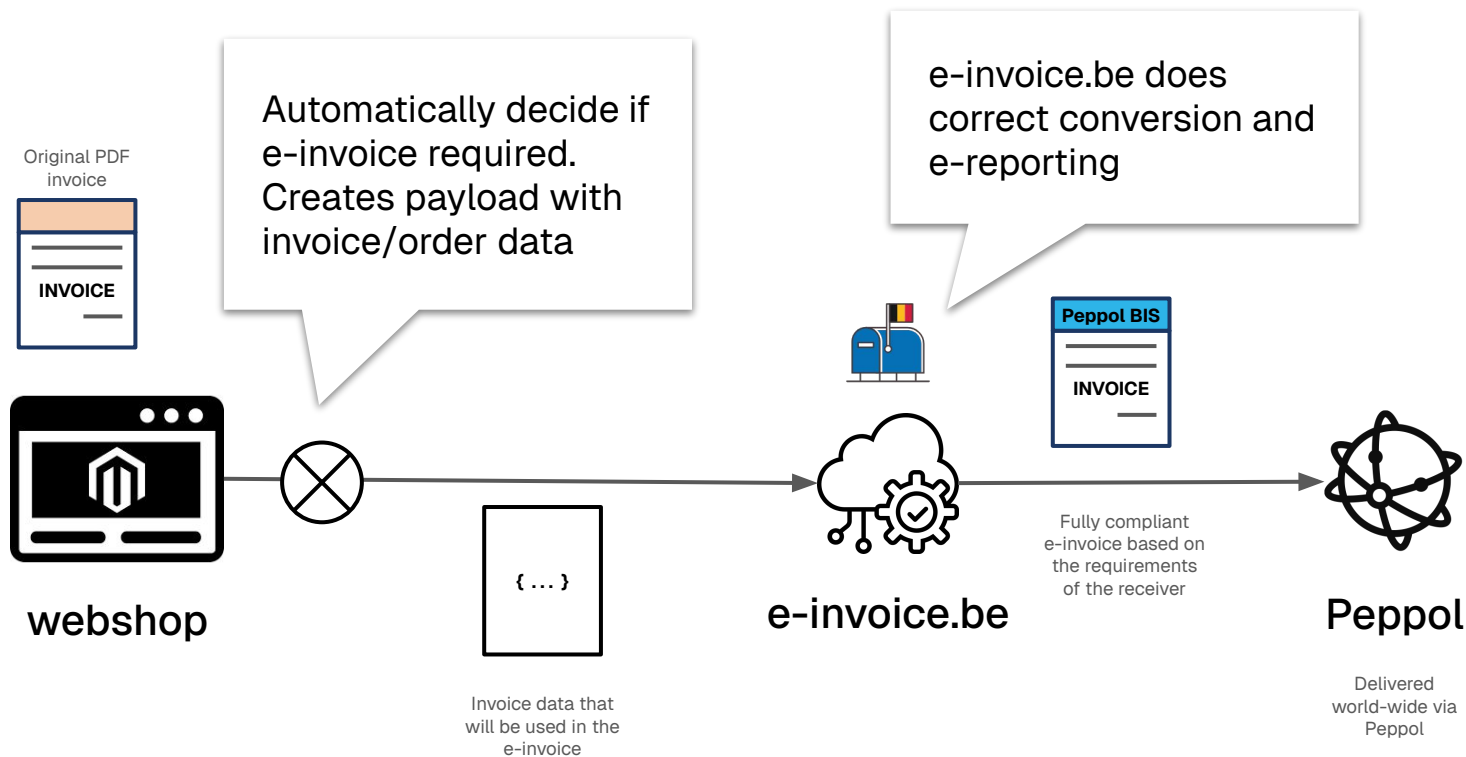 Original PDF
invoice
INVOICE
Automatically decide if
e-invoice required.
Creates payload with
invoice/order data
e-invoice.be does
correct conversion and
e-reporting
Peppol BIS
INVOICE
webshop
{ ... }
Invoice data that
will be used in the
e-invoice
e-invoice.be
Fully compliant
e-invoice based on
the requirements
of the receiver
Peppol
Delivered
world-wide via
Peppol